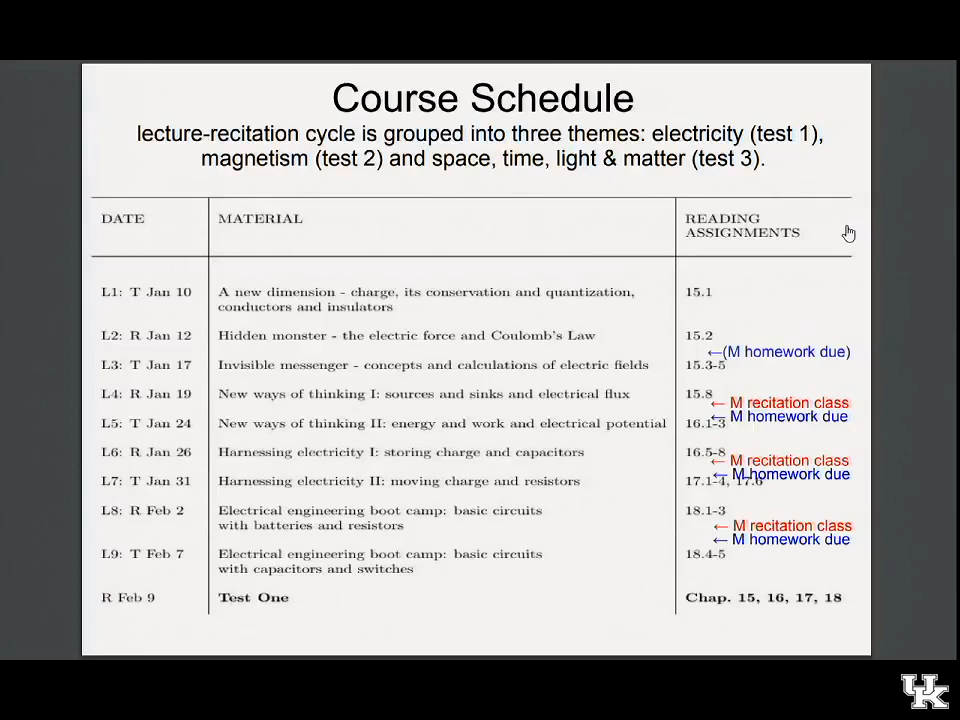 Course Schedule
lecture-recitation cycle is grouped into three themes: electricity (test 1),
magnetism (test 2) and space, time, light & matter (test 3).
DATE MATERIAL READING
ASSIGNMENTS
L1: T Jan 10 A new dimension - charge, its conservation and quantization, 15.1
conductors and insulators
L2: R Jan 12 Hidden monster - the electric force and Coulomb's Law 15.2
←(M homework due)
L3: T Jan 17 Invisible messenger - concepts and calculations of electric fields 15.3-5
L4: R Jan 19 New ways of thinking I: sources and sinks and electrical flux 15.8
← M recitation class
← M homework due
L5: T Jan 24 New ways of thinking II: energy and work and electrical potential 16.1-3
L6: R Jan 26 Harnessing electricity I: storing charge and capacitors 16.5-8
← M recitation class
← M homework due
L7: T Jan 31 Harnessing electricity II: moving charge and resistors 17.1-4, 17.6
L8: R Feb 2 Electrical engineering boot camp: basic circuits 18.1-3
with batteries and resistors
← M recitation class
← M homework due
L9: T Feb 7 Electrical engineering boot camp: basic circuits 18.4-5
with capacitors and switches
R Feb 9 Test One Chap. 15, 16, 17, 18
UK